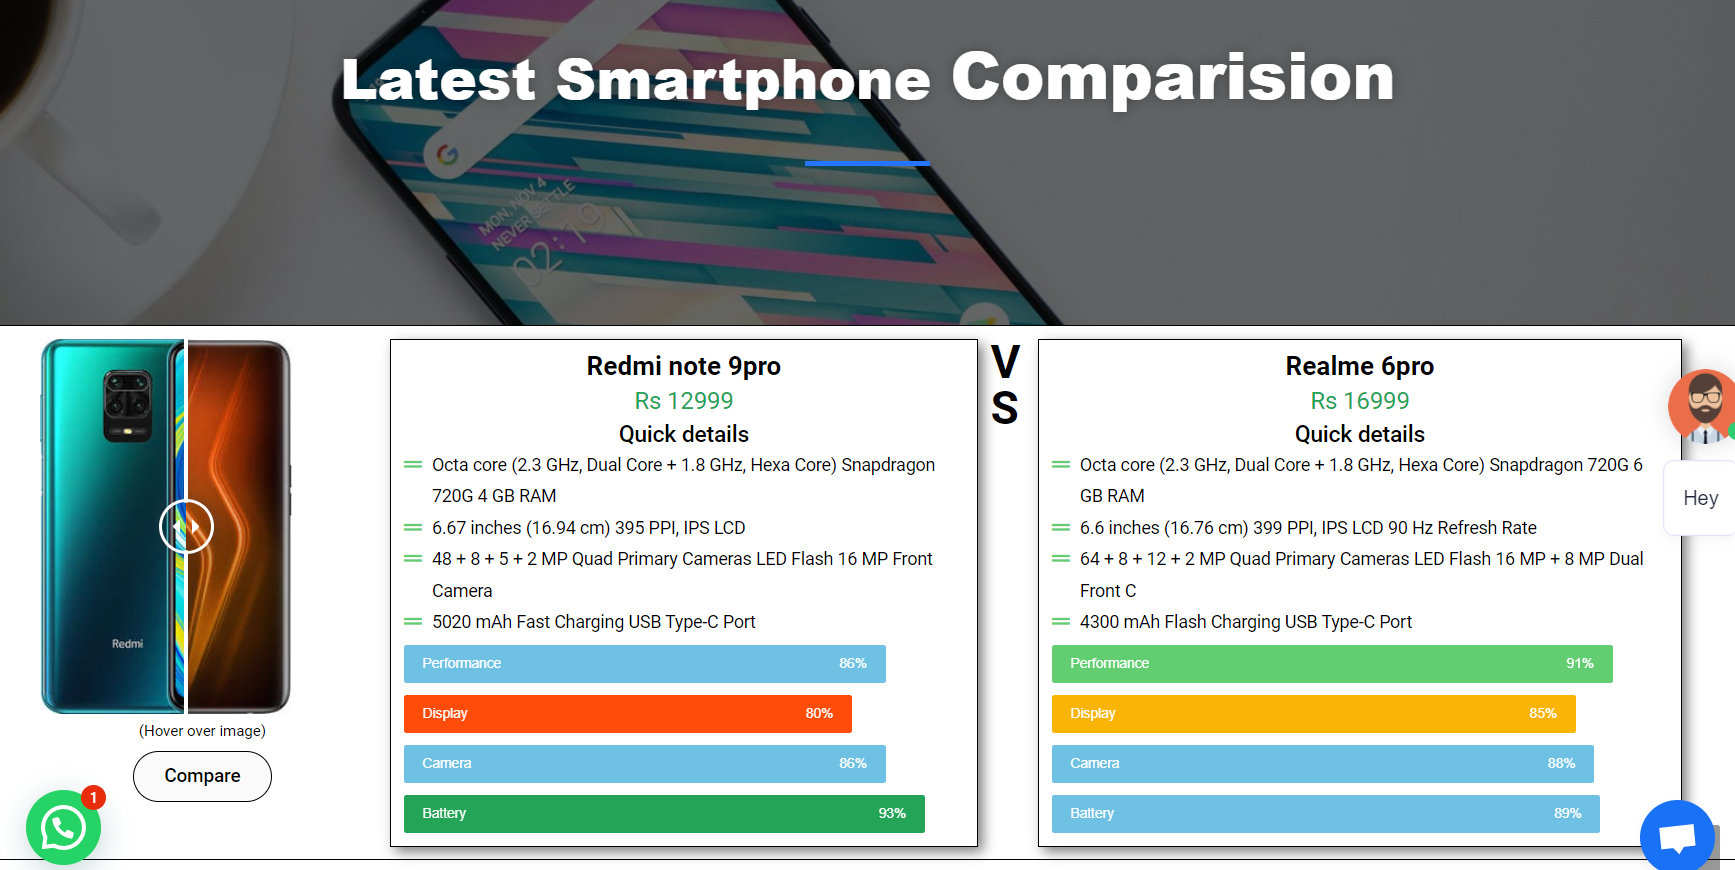 Latest Smartphone Comparision
MON, NOV 4
NEVER SETTLE
02:19
Redmi
(Hover over image)
Compare
1
Redmi note 9pro
Rs 12999
Quick details
Octa core (2.3 GHz, Dual Core + 1.8 GHz, Hexa Core) Snapdragon
720G 4 GB RAM
6.67 inches (16.94 cm) 395 PPI, IPS LCD
48 + 8 + 5 + 2 MP Quad Primary Cameras LED Flash 16 MP Front
Camera
5020 mAh Fast Charging USB Type-C Port
Performance 86%
Display 80%
Camera 86%
Battery 93%
V
S
Realme 6pro
Rs 16999
Quick details
Octa core (2.3 GHz, Dual Core + 1.8 GHz, Hexa Core) Snapdragon 720G 6
GB RAM
6.6 inches (16.76 cm) 399 PPI, IPS LCD 90 Hz Refresh Rate
64 + 8 + 12 + 2 MP Quad Primary Cameras LED Flash 16 MP + 8 MP Dual
Front C
4300 mAh Flash Charging USB Type-C Port
Performance 91%
Display 85%
Camera 88%
Battery 89%
Hey